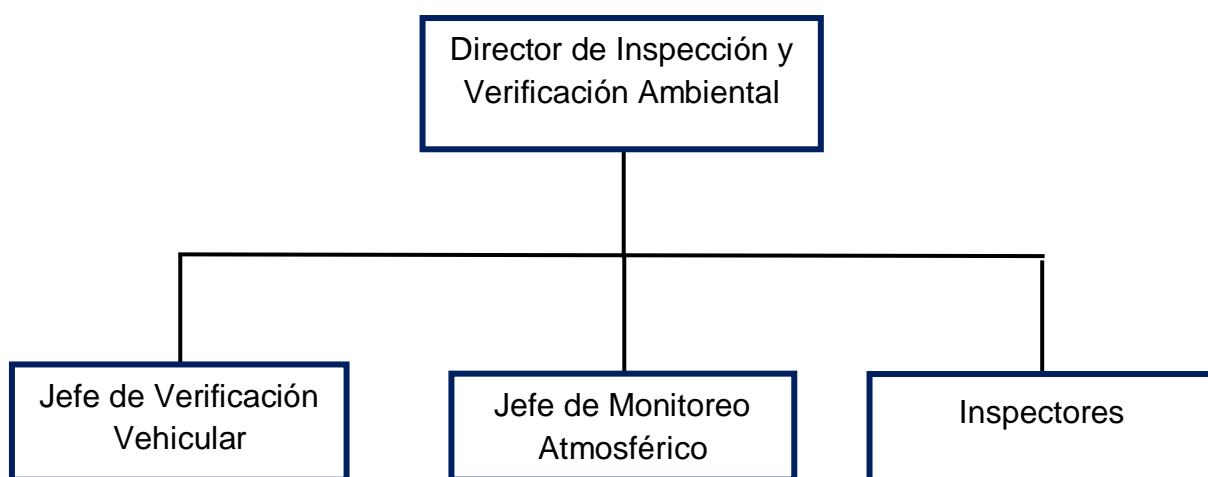 Director de Inspección y
Verificación Ambiental
Jefe de Verificación
Vehicular
Jefe de Monitoreo
Atmosférico
Inspectores